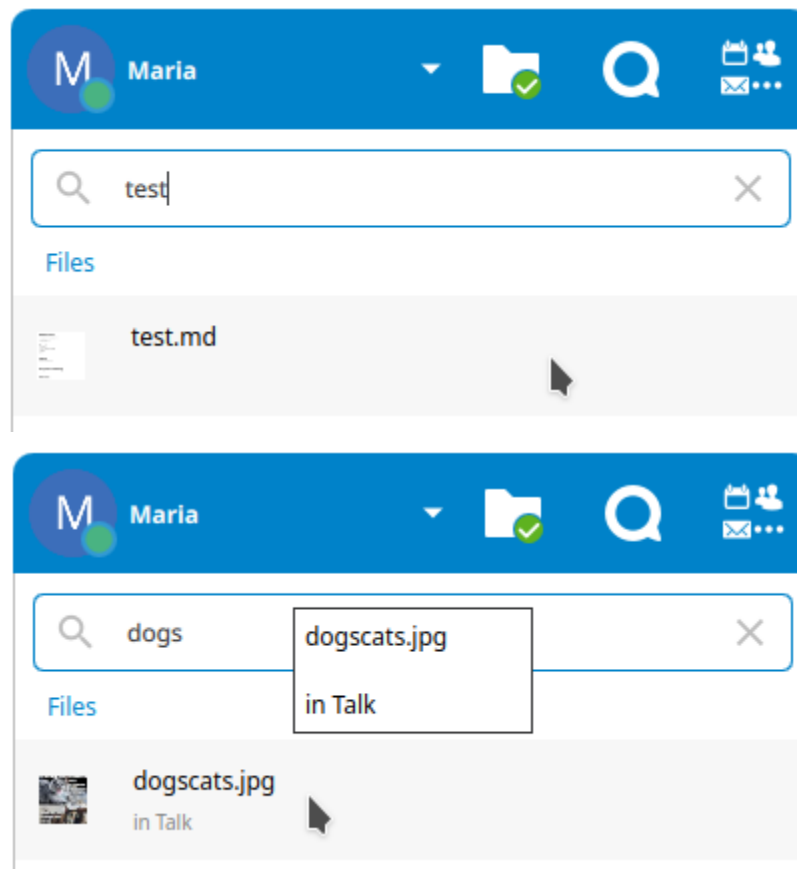 M Maria
test
Files
test.md
M Maria
dogs
dogscats.jpg
in Talk
Files
dogscats.jpg
in Talk